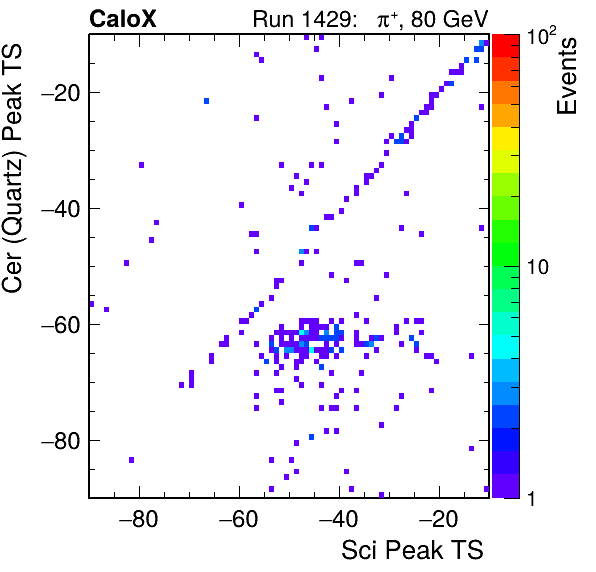 CaloX Run 1429: π⁺, 80 GeV
Cer (Quartz) Peak TS
−20
−40
−60
−80
−80 −60 −40 −20
Sci Peak TS
10²
10
1
Events